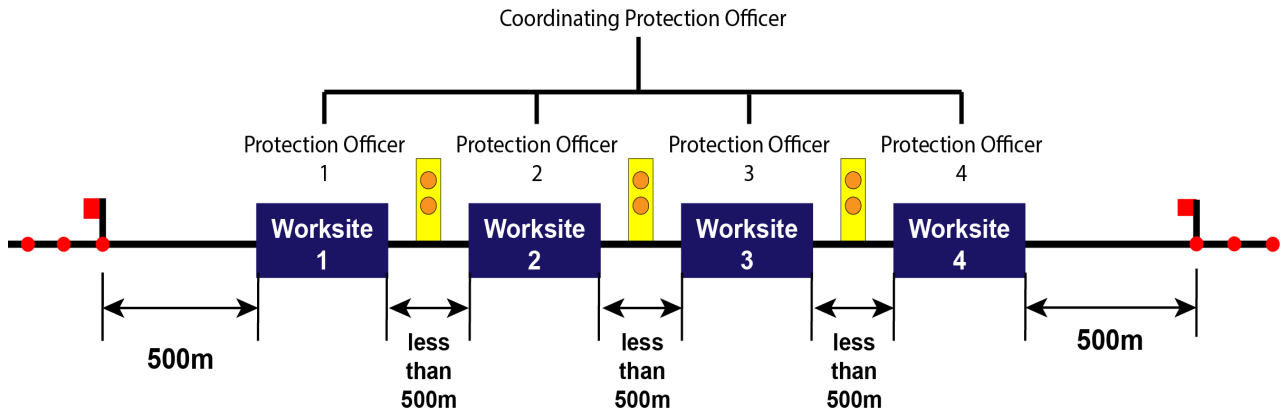 Coordinating Protection Officer
Protection Officer
1
Protection Officer
2
Protection Officer
3
Protection Officer
4
Worksite
1
Worksite
2
Worksite
3
Worksite
4
500m
less
than
500m
less
than
500m
less
than
500m
500m